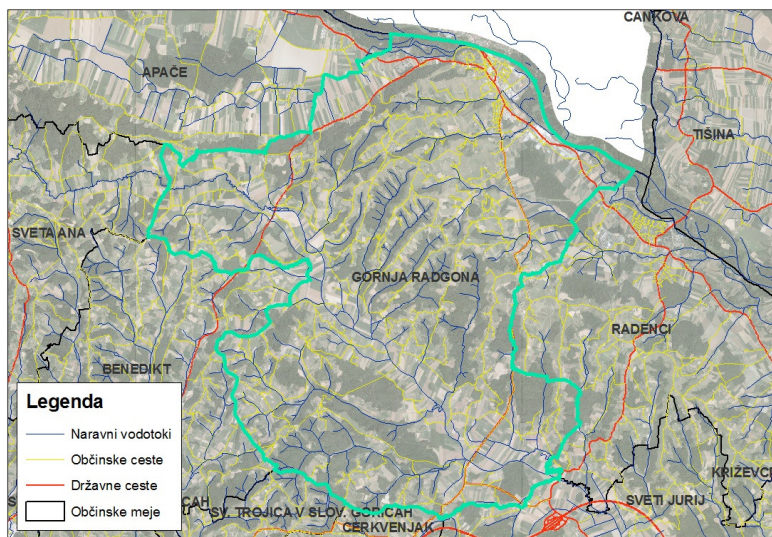 CANKOVA
APAČE
TIŠINA
SVETA ANA
GORNJA RADGONA
RADENCI
BENEDIKT
Legenda
Naravni vodotoki
Občinske ceste
Državne ceste
Občinske meje
KRIŽEVCI
SVETI JURIJ
SV. TROJICA V SLOV. GORICAH
CERKVENJAK